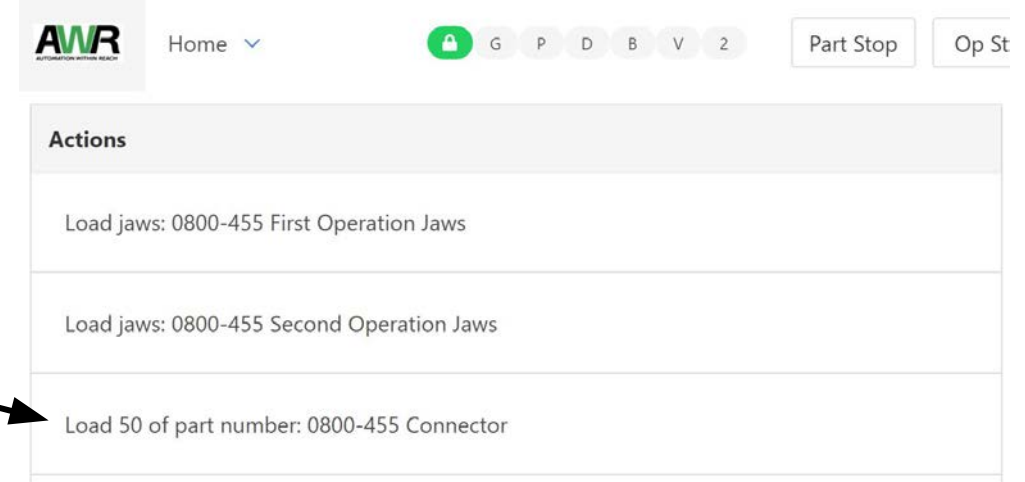 AWR
AUTOMATION WITHIN REACH
Home
G P D B V 2
Part Stop
Op St
Actions
Load jaws: 0800-455 First Operation Jaws
Load jaws: 0800-455 Second Operation Jaws
Load 50 of part number: 0800-455 Connector